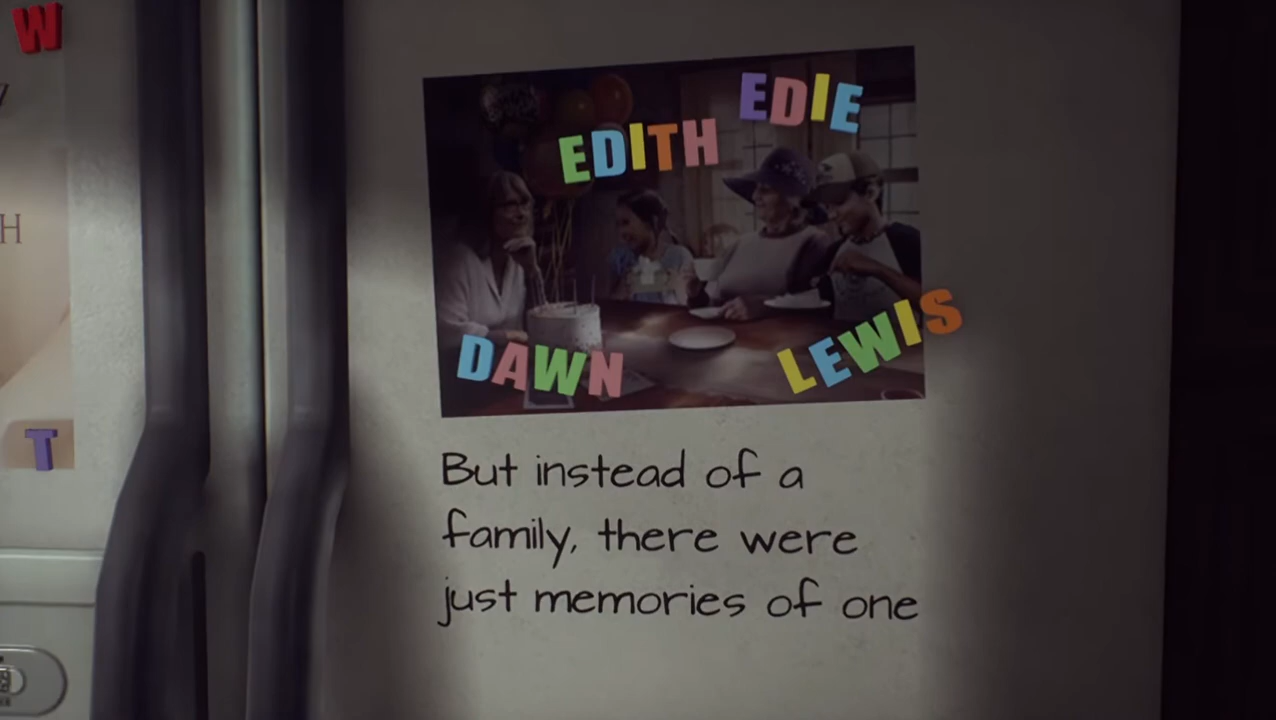 W
EDIE
EDITH
H
DAWN
LEWIS
T
But instead of a
family, there were
just memories of one